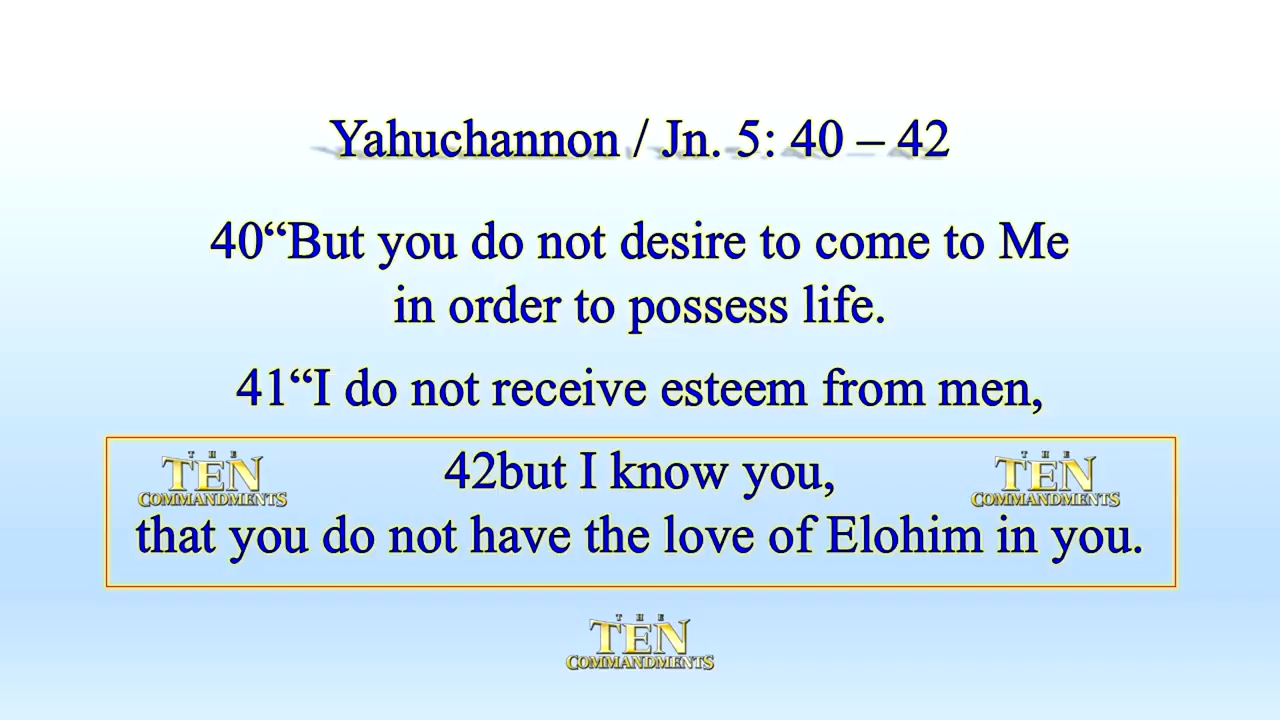 Yahuchannon / Jn. 5: 40 – 42
40“But you do not desire to come to Me
in order to possess life.
41“I do not receive esteem from men,
THE
TEN
COMMANDMENTS
42but I know you,
THE
TEN
COMMANDMENTS
that you do not have the love of Elohim in you.
THE
TEN
COMMANDMENTS